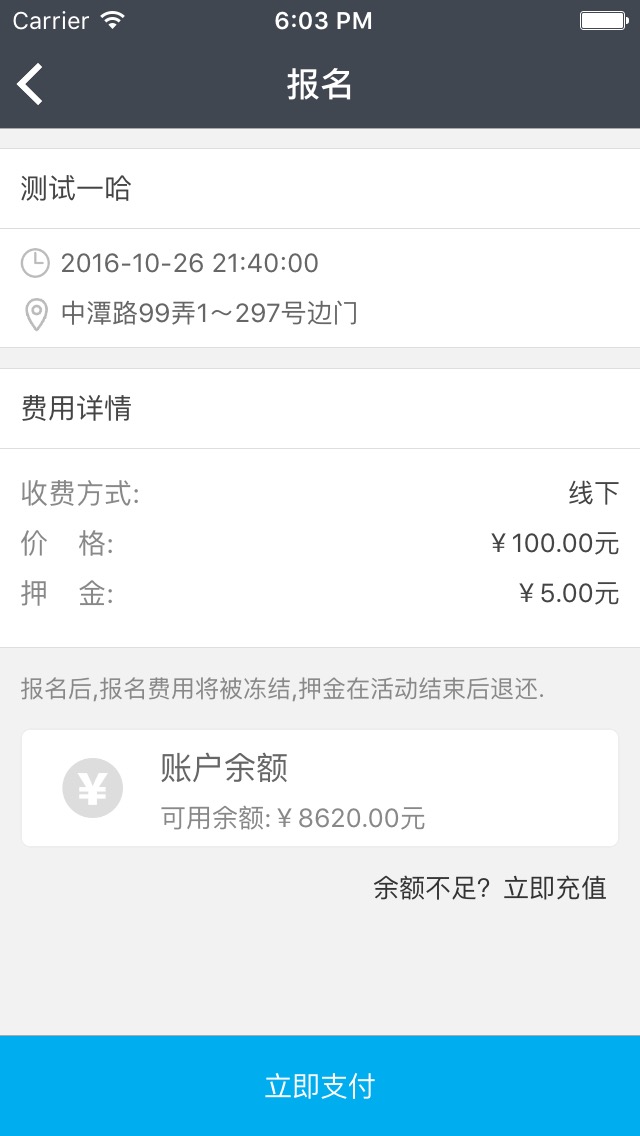 Carrier 6:03 PM
报名
测试一哈
2016-10-26 21:40:00
中潭路99弄1～297号边门
费用详情
收费方式: 线下
价 格: ￥100.00元
押 金: ￥5.00元
报名后,报名费用将被冻结,押金在活动结束后退还.
¥
账户余额
可用余额:￥8620.00元
余额不足? 立即充值
立即支付